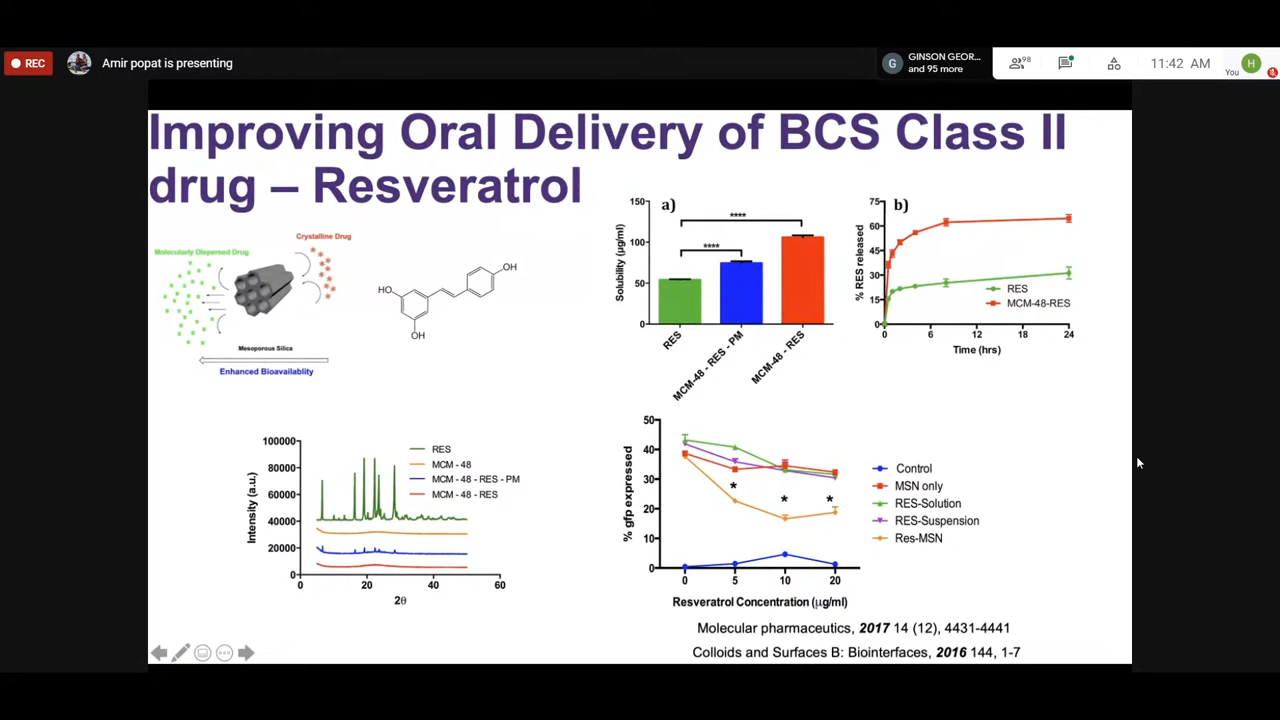 REC
Amir popat is presenting
G
GINSON GEOR...
and 95 more
98
11:42 AM
You
H
Improving Oral Delivery of BCS Class II
drug – Resveratrol
Molecularly Dispersed Drug
Crystalline Drug
Mesoporous Silica
Enhanced Bioavailablity
OH
HO
OH
a)
Solubility (µg/ml)
150
100
50
0
****
****
RES
MCM-48 - RES - PM
MCM-48 - RES
b)
% RES released
75
60
45
30
15
0
0
6
12
18
24
Time (hrs)
RES
MCM-48-RES
Intensity (a.u.)
100000
80000
60000
40000
20000
0
0
20
40
60
2θ
RES
MCM - 48
MCM - 48 - RES - PM
MCM - 48 - RES
% gfp expressed
50
40
30
20
10
0
*
*
*
0
5
10
20
Resveratrol Concentration (µg/ml)
Control
MSN only
RES-Solution
RES-Suspension
Res-MSN
Molecular pharmaceutics, 2017 14 (12), 4431-4441
Colloids and Surfaces B: Biointerfaces, 2016 144, 1-7